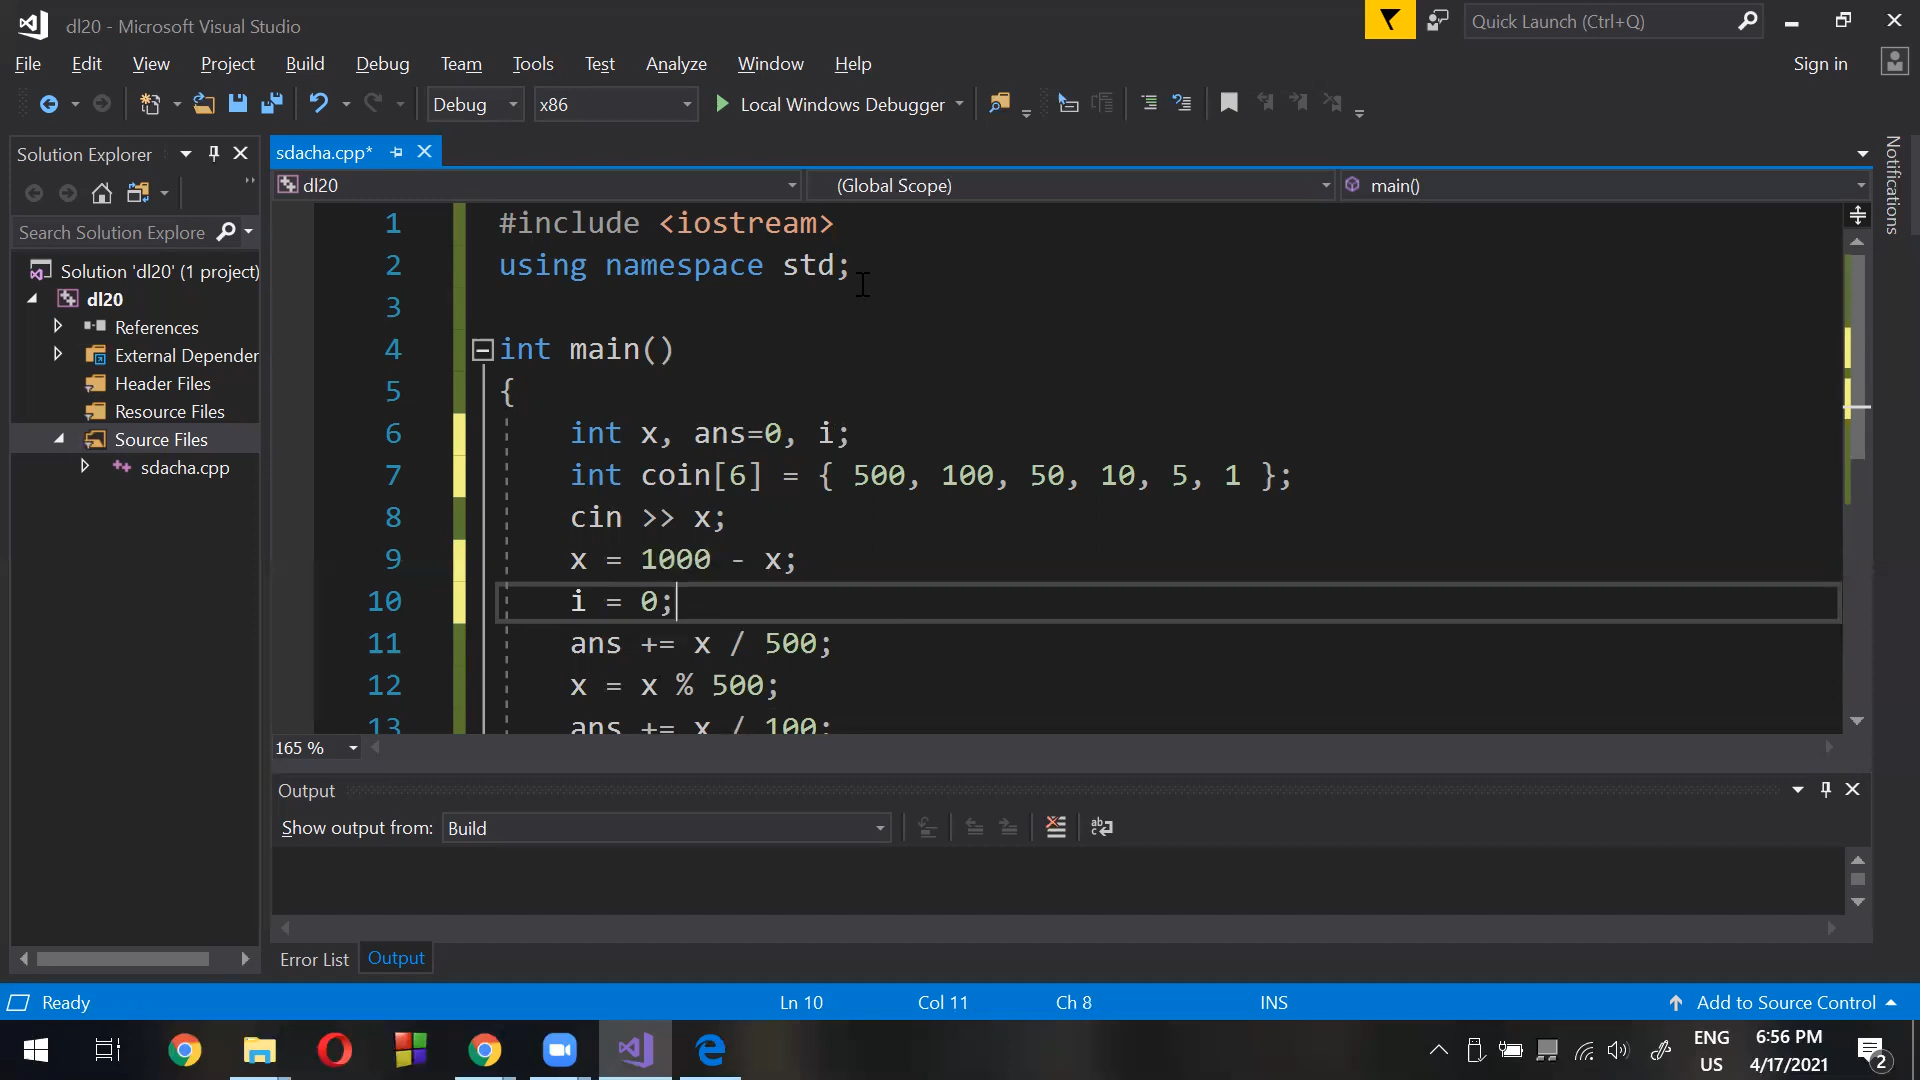 dl20 - Microsoft Visual Studio
Quick Launch (Ctrl+Q)
File Edit View Project Build Debug Team Tools Test Analyze Window Help
Sign in
Debug x86 Local Windows Debugger
Solution Explorer
Search Solution Explore
Solution 'dl20' (1 project)
dl20
References
External Depender
Header Files
Resource Files
Source Files
sdacha.cpp
sdacha.cpp*
dl20 (Global Scope) main()
1 #include <iostream>
2 using namespace std;
3
4 int main()
5 {
6 int x, ans=0, i;
7 int coin[6] = { 500, 100, 50, 10, 5, 1 };
8 cin >> x;
9 x = 1000 - x;
10 i = 0;
11 ans += x / 500;
12 x = x % 500;
13 ans += x / 100;
165 %
Output
Show output from: Build
Error List Output
Notifications
Ready Ln 10 Col 11 Ch 8 INS Add to Source Control
ENG
US
6:56 PM
4/17/2021
2